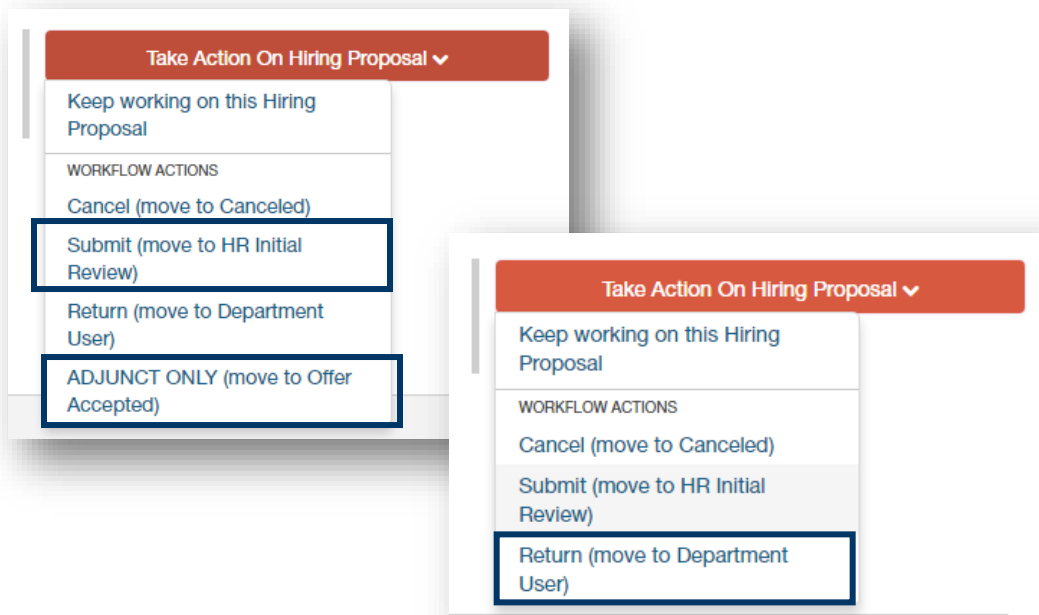 Take Action On Hiring Proposal
Keep working on this Hiring
Proposal
WORKFLOW ACTIONS
Cancel (move to Canceled)
Submit (move to HR Initial
Review)
Return (move to Department
User)
ADJUNCT ONLY (move to Offer
Accepted)
Take Action On Hiring Proposal
Keep working on this Hiring
Proposal
WORKFLOW ACTIONS
Cancel (move to Canceled)
Submit (move to HR Initial
Review)
Return (move to Department
User)